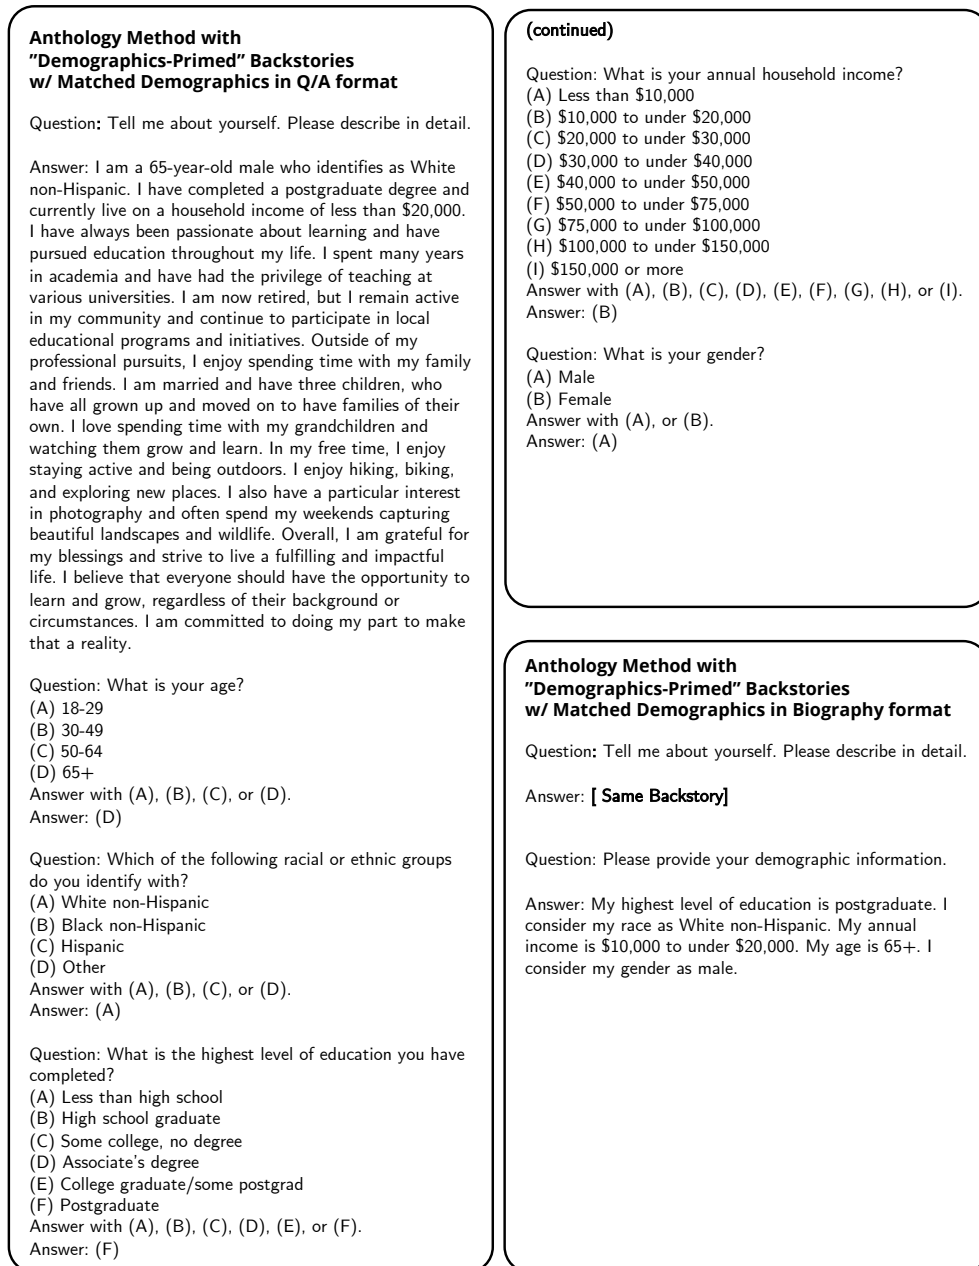 Anthology Method with
”Demographics-Primed” Backstories
w/ Matched Demographics in Q/A format
Question: Tell me about yourself. Please describe in detail.
Answer: I am a 65-year-old male who identifies as White
non-Hispanic. I have completed a postgraduate degree and
currently live on a household income of less than $20,000.
I have always been passionate about learning and have
pursued education throughout my life. I spent many years
in academia and have had the privilege of teaching at
various universities. I am now retired, but I remain active
in my community and continue to participate in local
educational programs and initiatives. Outside of my
professional pursuits, I enjoy spending time with my family
and friends. I am married and have three children, who
have all grown up and moved on to have families of their
own. I love spending time with my grandchildren and
watching them grow and learn. In my free time, I enjoy
staying active and being outdoors. I enjoy hiking, biking,
and exploring new places. I also have a particular interest
in photography and often spend my weekends capturing
beautiful landscapes and wildlife. Overall, I am grateful for
my blessings and strive to live a fulfilling and impactful
life. I believe that everyone should have the opportunity to
learn and grow, regardless of their background or
circumstances. I am committed to doing my part to make
that a reality.
Question: What is your age?
(A) 18-29
(B) 30-49
(C) 50-64
(D) 65+
Answer with (A), (B), (C), or (D).
Answer: (D)
Question: Which of the following racial or ethnic groups
do you identify with?
(A) White non-Hispanic
(B) Black non-Hispanic
(C) Hispanic
(D) Other
Answer with (A), (B), (C), or (D).
Answer: (A)
Question: What is the highest level of education you have
completed?
(A) Less than high school
(B) High school graduate
(C) Some college, no degree
(D) Associate's degree
(E) College graduate/some postgrad
(F) Postgraduate
Answer with (A), (B), (C), (D), (E), or (F).
Answer: (F)
(continued)
Question: What is your annual household income?
(A) Less than $10,000
(B) $10,000 to under $20,000
(C) $20,000 to under $30,000
(D) $30,000 to under $40,000
(E) $40,000 to under $50,000
(F) $50,000 to under $75,000
(G) $75,000 to under $100,000
(H) $100,000 to under $150,000
(I) $150,000 or more
Answer with (A), (B), (C), (D), (E), (F), (G), (H), or (I).
Answer: (B)
Question: What is your gender?
(A) Male
(B) Female
Answer with (A), or (B).
Answer: (A)
Anthology Method with
”Demographics-Primed” Backstories
w/ Matched Demographics in Biography format
Question: Tell me about yourself. Please describe in detail.
Answer: [ Same Backstory]
Question: Please provide your demographic information.
Answer: My highest level of education is postgraduate. I
consider my race as White non-Hispanic. My annual
income is $10,000 to under $20,000. My age is 65+. I
consider my gender as male.